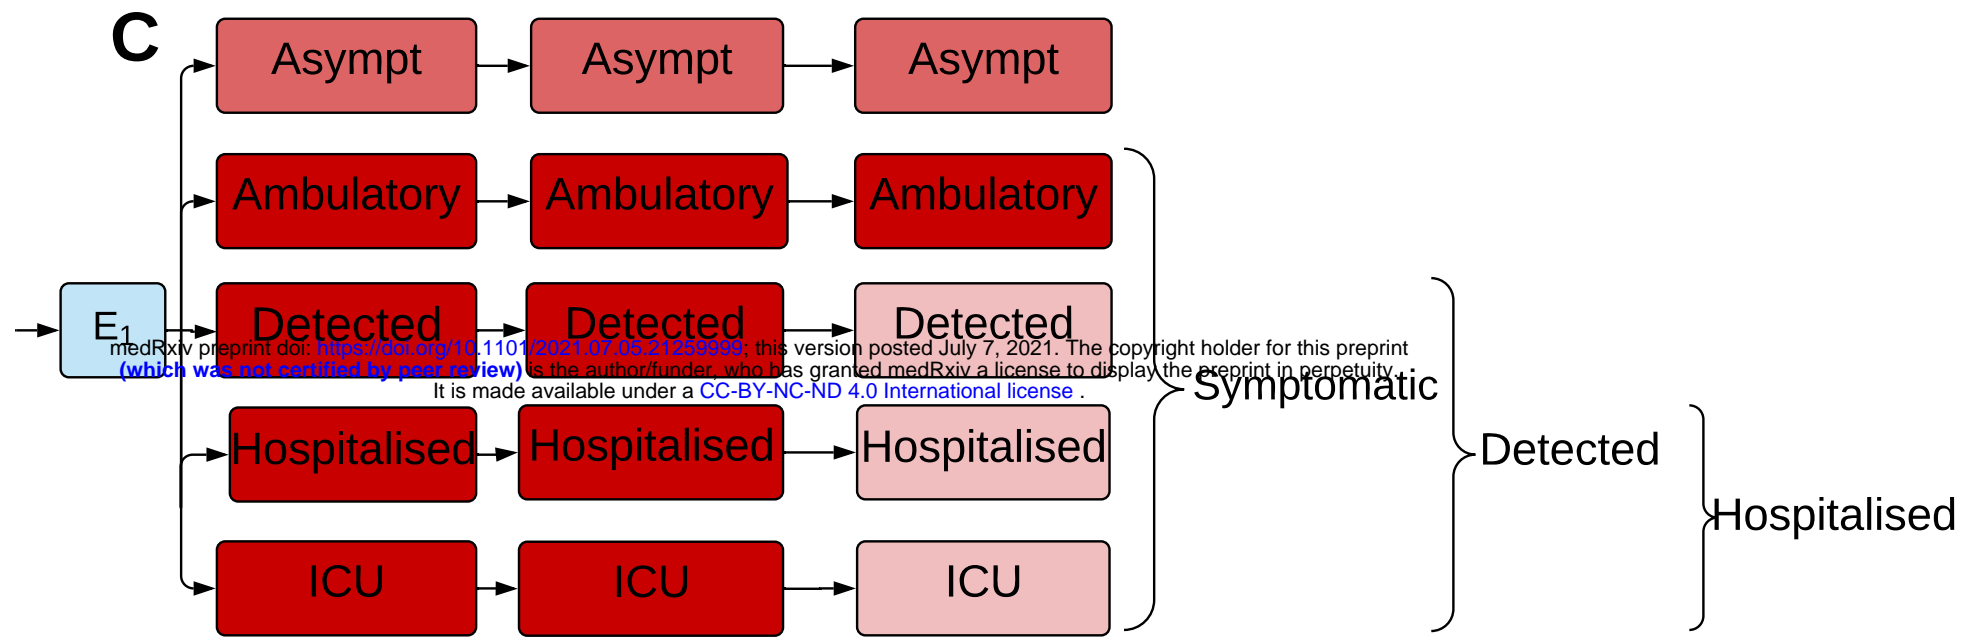 C
Asympt Asympt Asympt
Ambulatory Ambulatory Ambulatory
E1 Detected Detected Detected
medRxiv preprint doi: https://doi.org/10.1101/2021.07.05.21259999; this version posted July 7, 2021. The copyright holder for this preprint
(which was not certified by peer review) is the author/funder, who has granted medRxiv a license to display the preprint in perpetuity.
It is made available under a CC-BY-NC-ND 4.0 International license .
Symptomatic
Hospitalised Hospitalised Hospitalised
Detected
Hospitalised
ICU ICU ICU